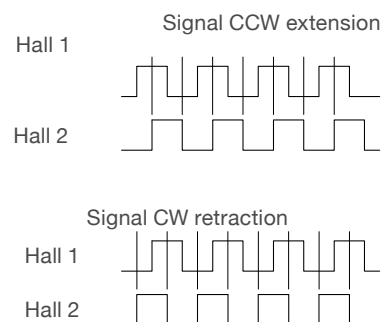 Signal CCW extension
Hall 1
Hall 2
Signal CW retraction
Hall 1
Hall 2